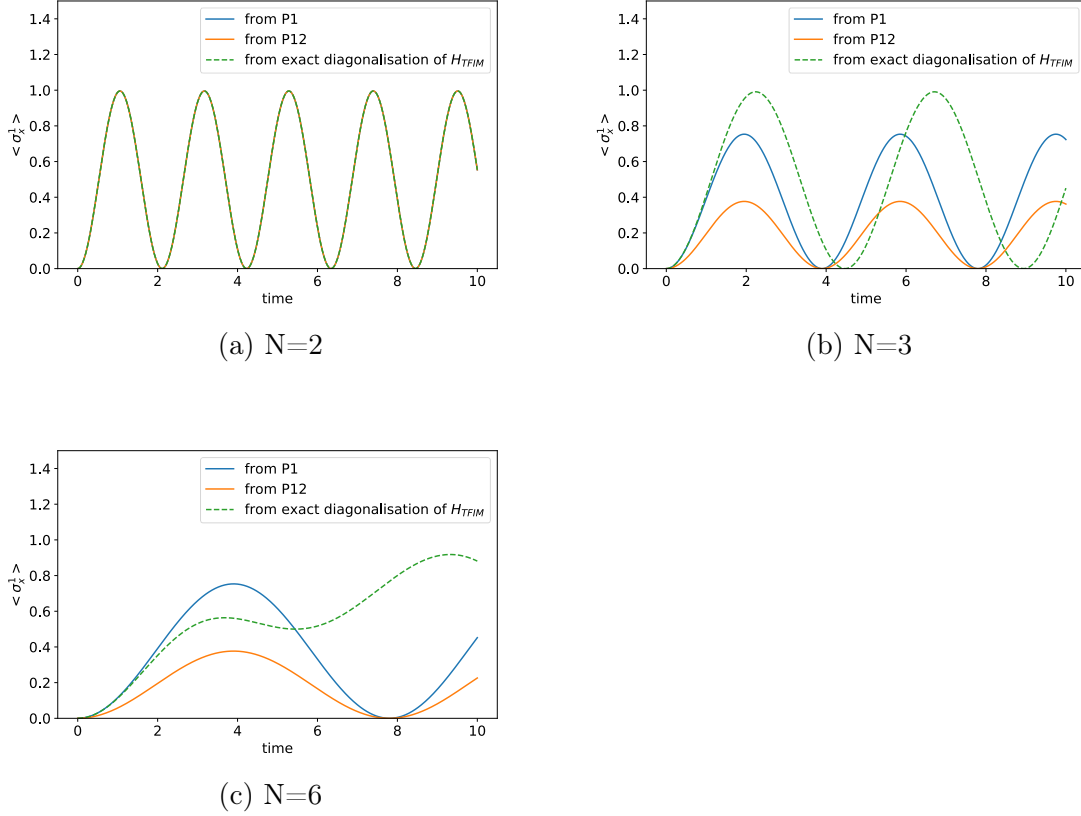 1.4
1.2
1.0
0.8
0.6
0.4
0.2
0.0
< σ_x^1 >
from P1
from P12
from exact diagonalisation of H_TFIM
0 2 4 6 8 10
time
(a) N=2
1.4
1.2
1.0
0.8
0.6
0.4
0.2
0.0
< σ_x^1 >
from P1
from P12
from exact diagonalisation of H_TFIM
0 2 4 6 8 10
time
(b) N=3
1.4
1.2
1.0
0.8
0.6
0.4
0.2
0.0
< σ_x^1 >
from P1
from P12
from exact diagonalisation of H_TFIM
0 2 4 6 8 10
time
(c) N=6